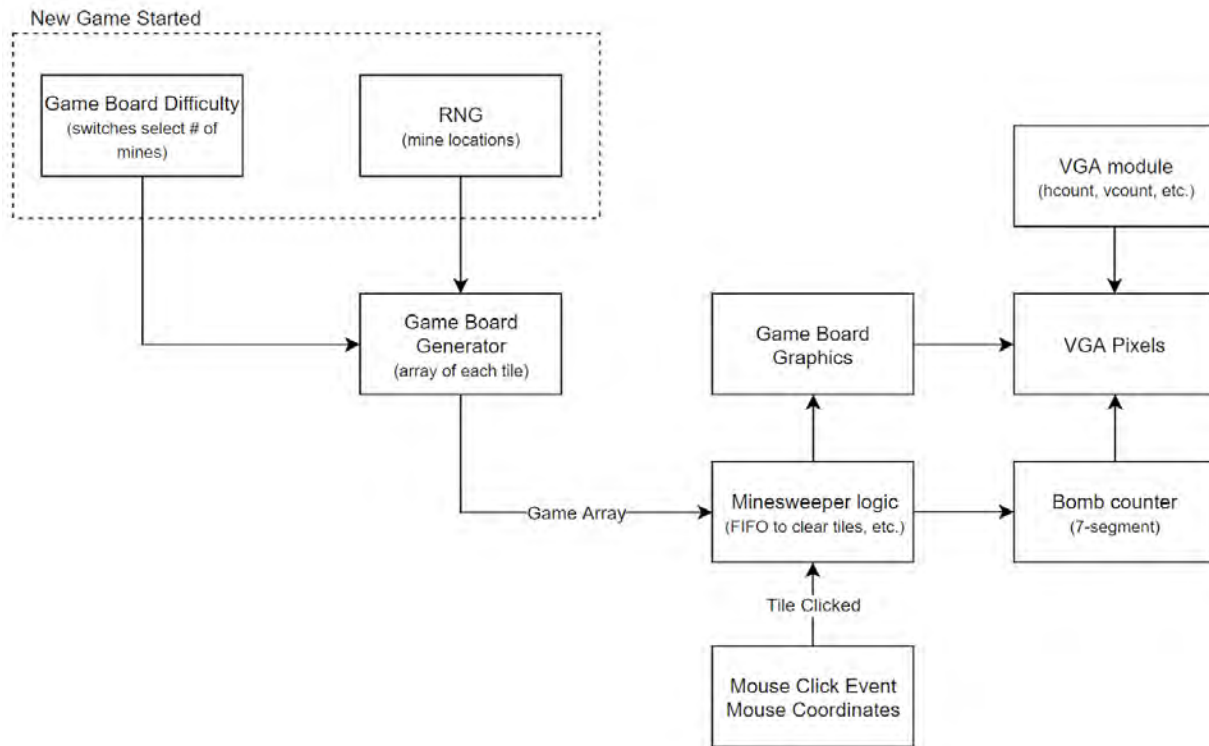 New Game Started
Game Board Difficulty
(switches select # of
mines)
RNG
(mine locations)
VGA module
(hcount, vcount, etc.)
Game Board
Generator
(array of each tile)
Game Board
Graphics
VGA Pixels
Game Array
Minesweeper logic
(FIFO to clear tiles, etc.)
Bomb counter
(7-segment)
Tile Clicked
Mouse Click Event
Mouse Coordinates